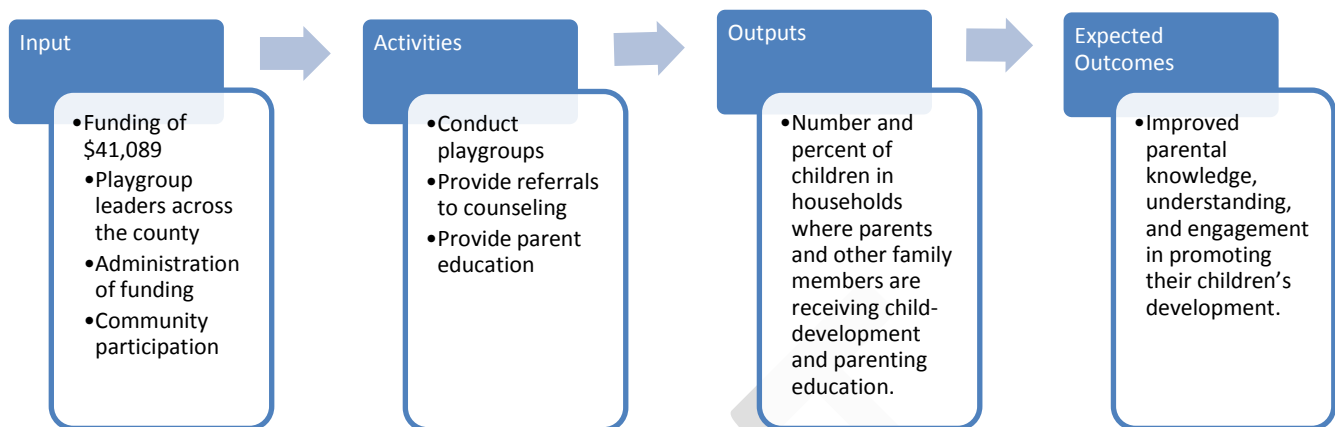 Input
•Funding of
$41,089
•Playgroup
leaders across
the county
•Administration
of funding
•Community
participation
Activities
•Conduct
playgroups
•Provide referrals
to counseling
•Provide parent
education
Outputs
•Number and
percent of
children in
households
where parents
and other family
members are
receiving child-
development
and parenting
education.
Expected
Outcomes
•Improved
parental
knowledge,
understanding,
and engagement
in promoting
their children’s
development.